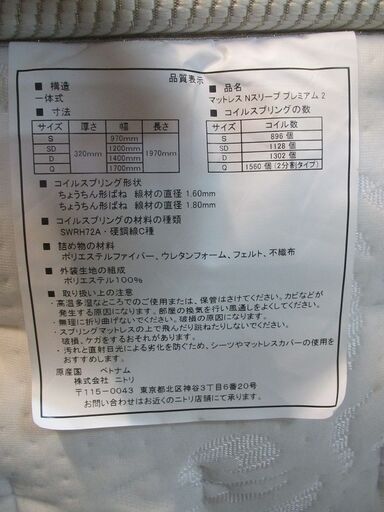 品質表示
■ 構造
一体式
■ 寸法
サイズ 厚さ 幅 長さ
S 320mm 970mm 1970mm
SD 1200mm
D 1400mm
Q 1700mm
■ 品名
マットレス Nスリープ プレミアム 2
■ コイルスプリングの数
サイズ コイル数
S 896 個
SD 1128 個
D 1302 個
Q 1560 個 (2分割タイプ)
■ コイルスプリング形状
ちょうちん形ばね 線材の直径 1.60mm
ちょうちん形ばね 線材の直径 1.80mm
■ コイルスプリングの材料の種類
SWRH72A・硬鋼線C種
■ 詰め物の材料
ポリエステルファイバー、ウレタンフォーム、フェルト、不織布
■ 外装生地の組成
ポリエステル100%
■ 取り扱い上の注意
・高温多湿なところでのご使用または、保管はさけてください。カビなどが
発生する原因になります。部屋の換気を行い風通しをよくしてください。
・無理に折り曲げないでください。破損の原因になります。
・スプリングマットレスの上で飛んだり跳ねたりしないでください。
破損、ケガをするおそれがあります。
・汚れと直射日光による劣化を防ぐため、シーツやマットレスカバーの使用を
おすすめします。
原産国 ベトナム
株式会社 ニトリ
〒115-0043 東京都北区神谷3丁目6番20号
お問い合わせはお近くのニトリ店舗にて承ります。